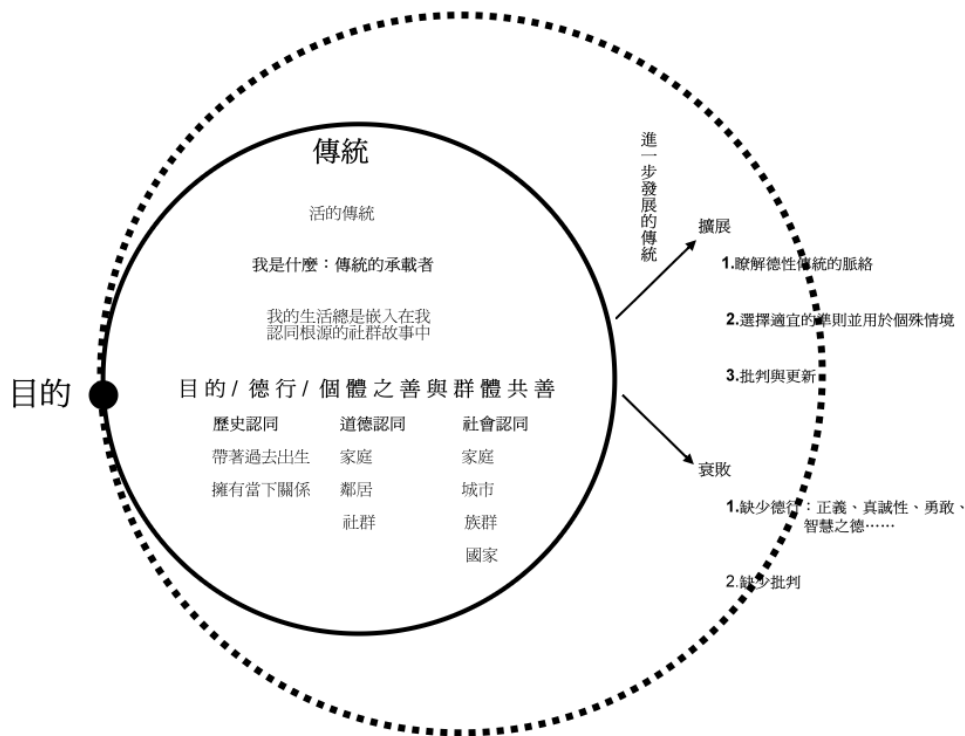 傳統
活的傳統
我是什麼：傳統的承載者
我的生活總是嵌入在我
認同根源的社群故事中
目的/ 德行/ 個體之善與群體共善
歷史認同
帶著過去出生
擁有當下關係
道德認同
家庭
鄰居
社群
社會認同
家庭
城市
族群
國家
目的
進一步發展的傳統
擴展
1.瞭解德性傳統的脈絡
2.選擇適宜的準則並用於個殊情境
3.批判與更新
衰敗
1.缺少德行：正義、真誠性、勇敢、
智慧之德⋯⋯
2.缺少批判